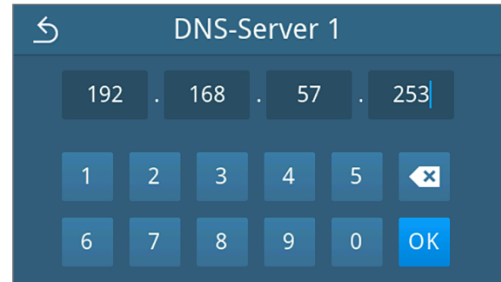 DNS-Server 1
192 . 168 . 57 . 253
1 2 3 4 5
6 7 8 9 0 OK